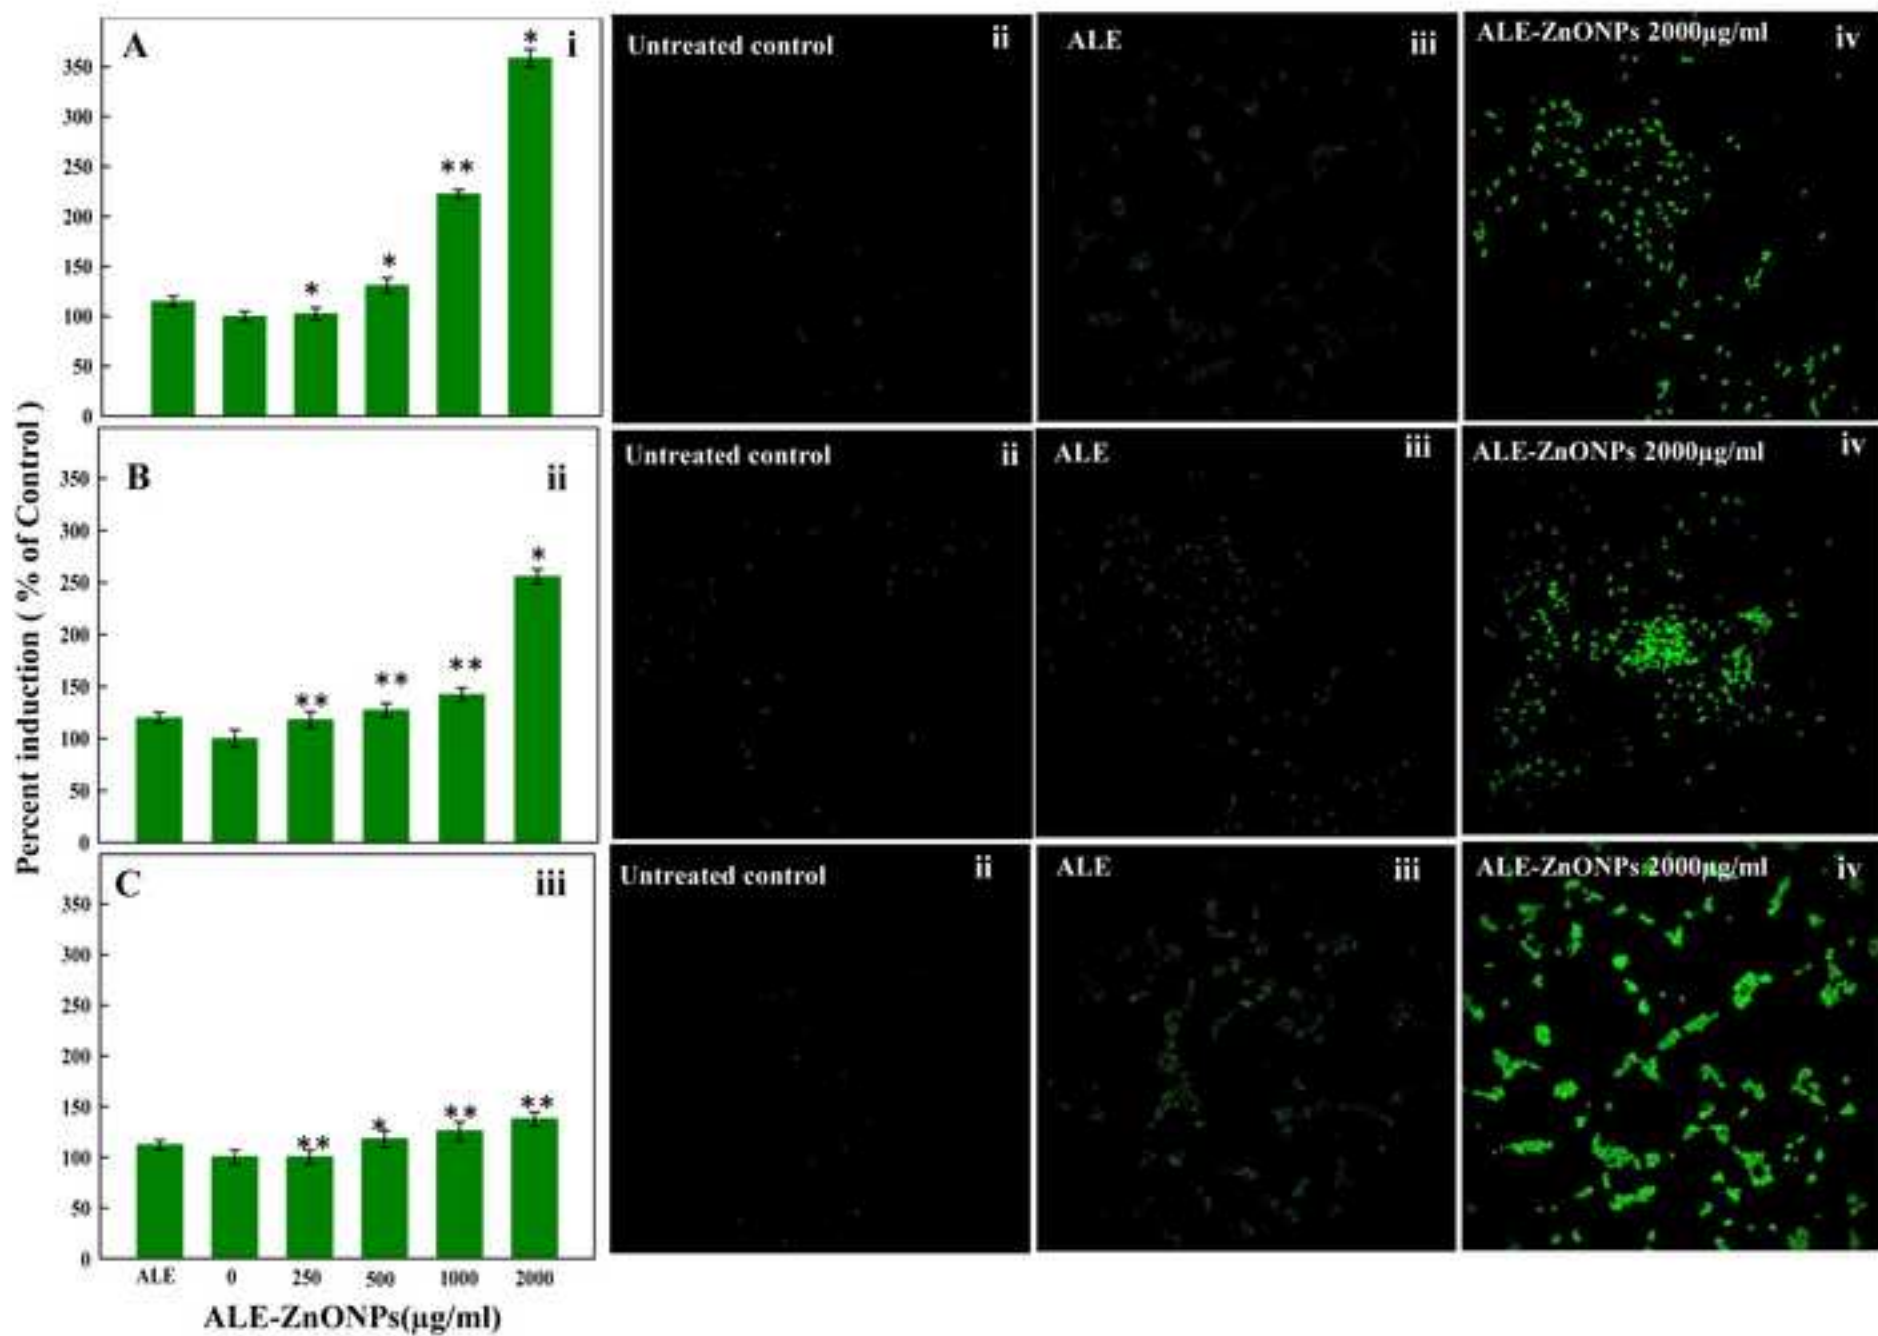 Percent induction ( % of Control )
A
i
350
300
250
200
150
100
50
0
* * ** *
Untreated control
ii
ALE
iii
ALE-ZnONPs 2000µg/ml
iv
B
ii
350
300
250
200
150
100
50
0
** ** ** *
Untreated control
ii
ALE
iii
ALE-ZnONPs 2000µg/ml
iv
C
iii
350
300
250
200
150
100
50
0
** * ** **
ALE 0 250 500 1000 2000
ALE-ZnONPs(µg/ml)
Untreated control
ii
ALE
iii
ALE-ZnONPs 2000µg/ml
iv